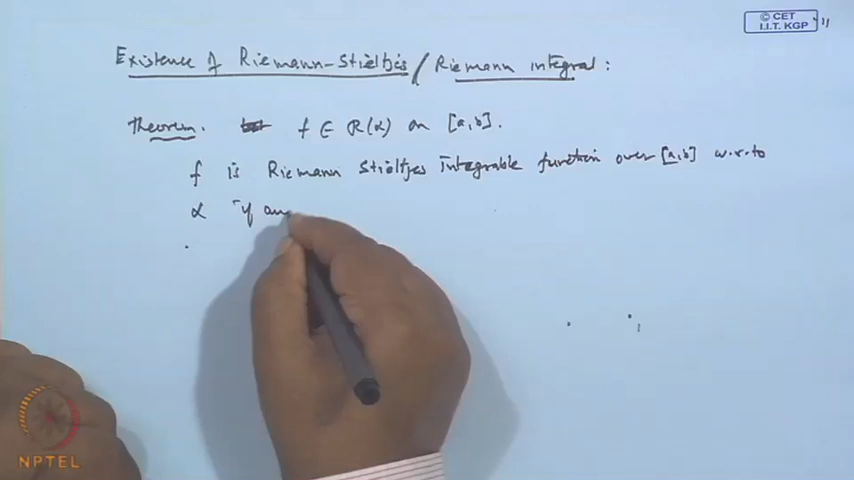 © CET
I.I.T. KGP
Existence of Riemann-Stieltjes / Riemann integral :
Theorem. f ∈ R(α) on [a,b].
f is Riemann Stieltjes Integrable function over [a,b] w.r.to
α if
NPTEL